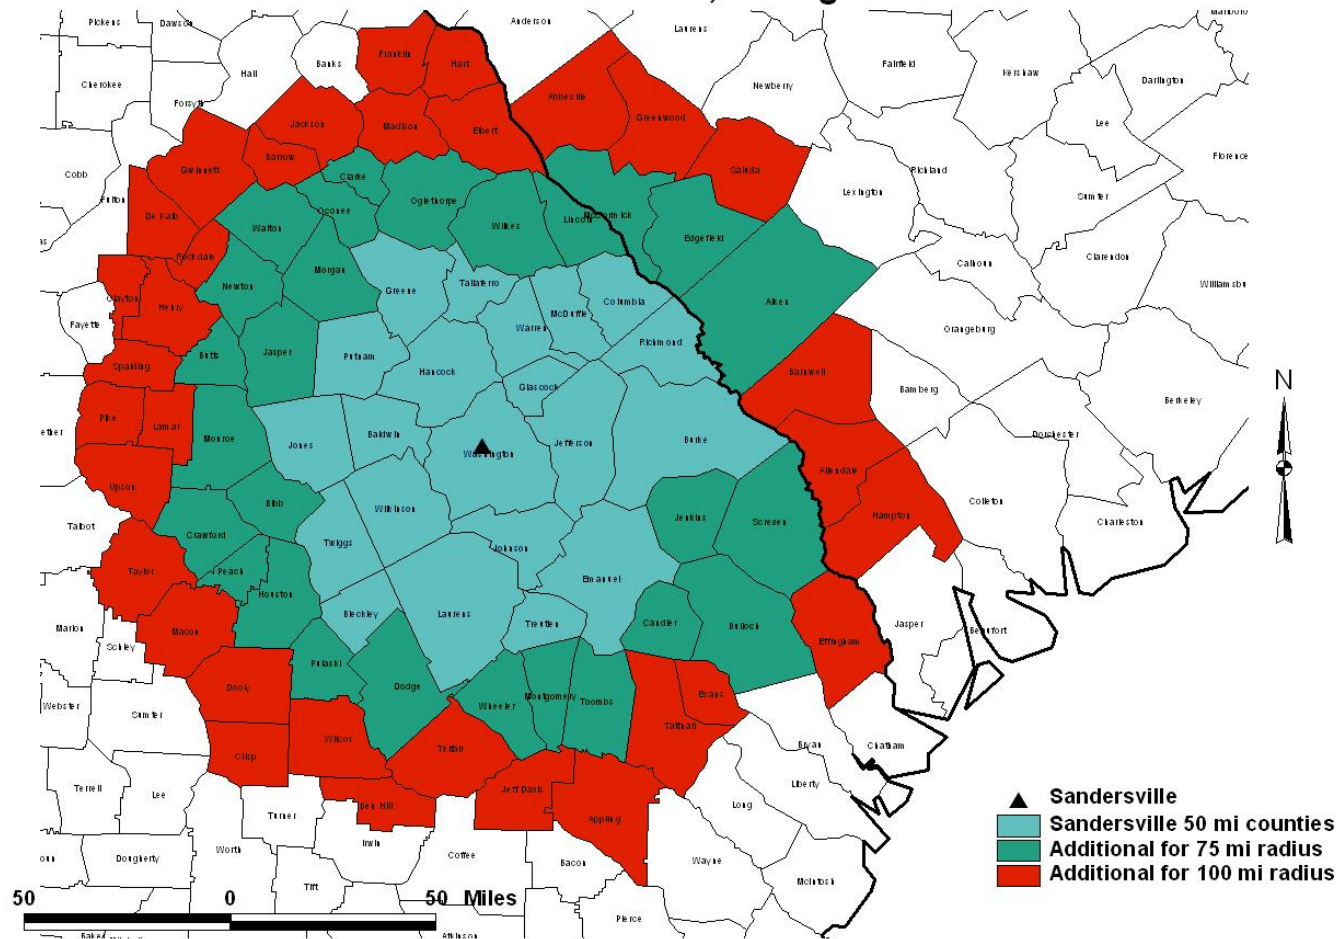 Pickens
Dawson
Anderson
Laurens
Marlboro
Franklin
Hart
Hall
Banks
Fairfield
Kershaw
Darlington
Cherokee
Newberry
Forsyth
Abbeville
Greenwood
Lee
Jackson
Madison
Elbert
Florence
Barrow
Gwinnett
Saluda
Richland
Cobb
Clarke
Lexington
Sumter
Fulton
Oglethorpe
De Kalb
Oconee
Lincoln
McCormick
Walton
Wilkes
Edgefield
Rockdale
Clarendon
Morgan
Calhoun
Newton
Taliaferro
Greene
Williamsbu
Clayton
Henry
Columbia
Aiken
McDuffie
Fayette
Warren
Orangeburg
Butts
Jasper
Putnam
Richmond
Spalding
Hancock
Barnwell
Glascock
Bamberg
N
Berkeley
Pike
Lamar
ether
Monroe
Jones
Baldwin
Jefferson
Burke
Dorchester
Washington
Allendale
Upson
Bibb
Wilkinson
Colleton
Talbot
Jenkins
Screven
Hampton
Charleston
Crawford
Twiggs
Johnson
Taylor
Peach
Emanuel
Houston
Bleckley
Laurens
Treutlen
Candler
Bulloch
Jasper
Beaufort
Marion
Macon
Effingham
Schley
Pulaski
Dooly
Dodge
Webster
Sumter
Wheeler
Montgomery
Toombs
Evans
Tattnall
Wilcox
Telfair
Bryan
Chatham
Crisp
Terrell
Lee
Jeff Davis
Liberty
Ben Hill
Long
Turner
Appling
Sandersville
Sandersville 50 mi counties
Additional for 75 mi radius
Additional for 100 mi radius
Irwin
Dougherty
Worth
Coffee
Bacon
Wayne
McIntosh
Tift
50 0 50 Miles
Pierce
Baker
Atkinson